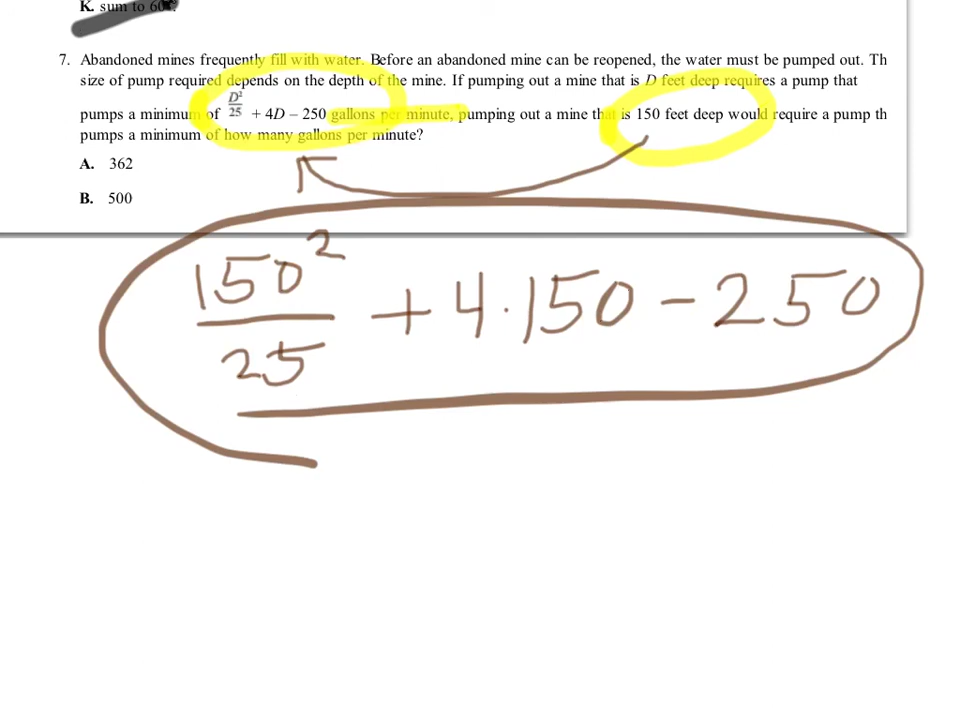 K. sum to 60
7. Abandoned mines frequently fill with water. Before an abandoned mine can be reopened, the water must be pumped out. Th
size of pump required depends on the depth of the mine. If pumping out a mine that is D feet deep requires a pump that
pumps a minimum of D²/25 + 4D – 250 gallons per minute, pumping out a mine that is 150 feet deep would require a pump th
pumps a minimum of how many gallons per minute?
A. 362
B. 500
150²/25 + 4·150 – 250